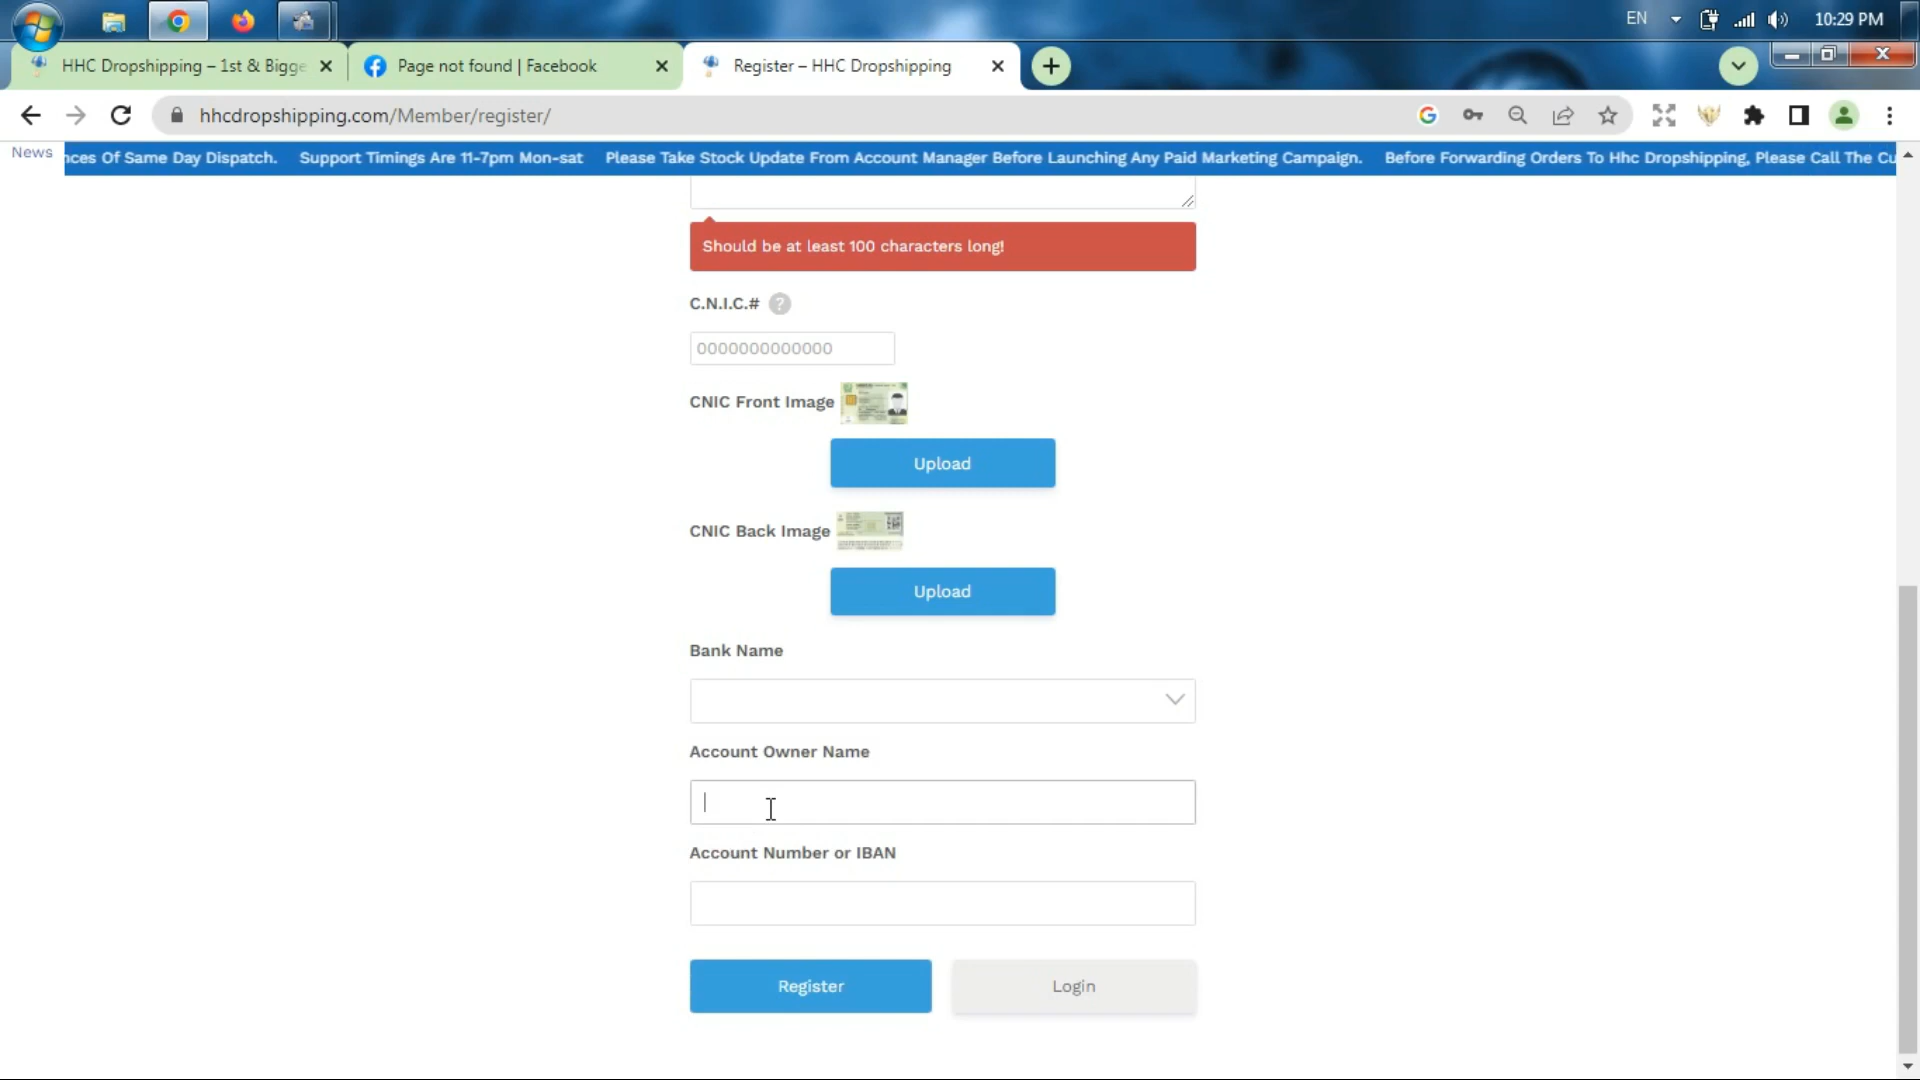 EN
10:29 PM
HHC Dropshipping – 1st & Bigge
Page not found | Facebook
Register – HHC Dropshipping
hhcdropshipping.com/Member/register/
News
nces Of Same Day Dispatch. Support Timings Are 11-7pm Mon-sat Please Take Stock Update From Account Manager Before Launching Any Paid Marketing Campaign. Before Forwarding Orders To Hhc Dropshipping, Please Call The Cu
Should be at least 100 characters long!
C.N.I.C.# ?
0000000000000
CNIC Front Image
Upload
CNIC Back Image
Upload
Bank Name
Account Owner Name
Account Number or IBAN
Register
Login